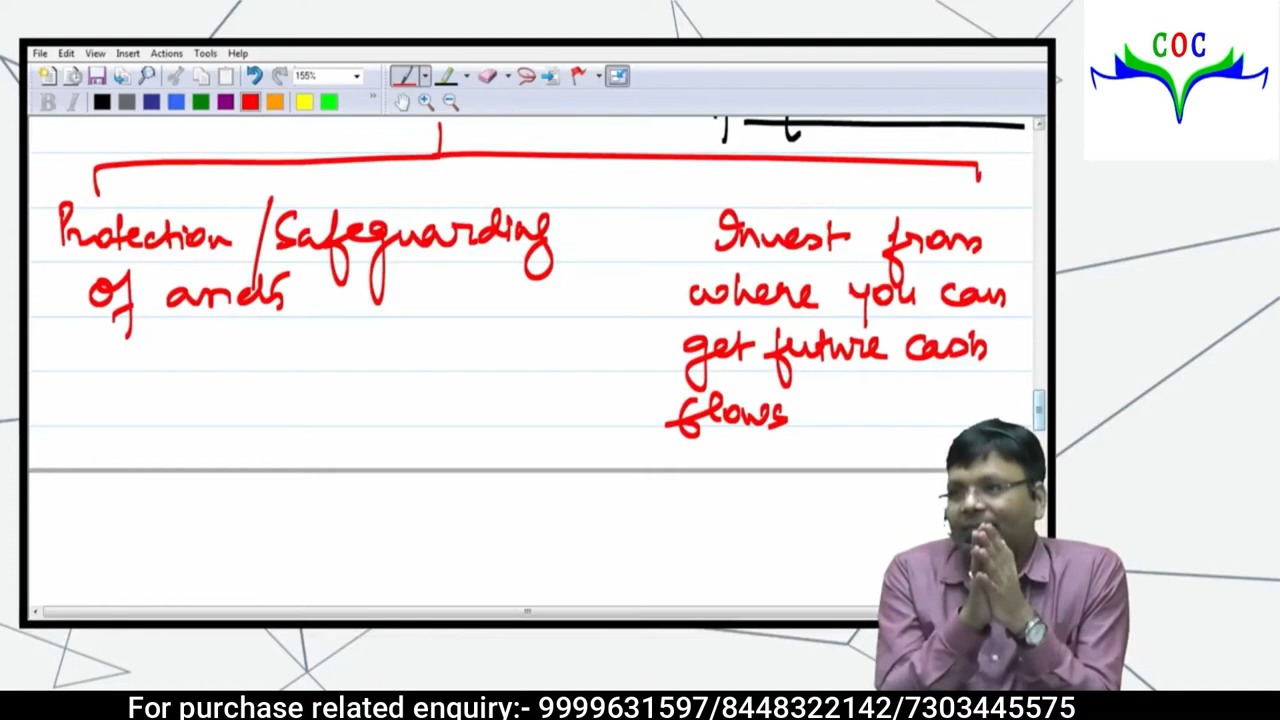 COC
File Edit View Insert Actions Tools Help
155%
B I
Protection / Safeguarding
of
Invest from
where you can
get future cash
flows
For purchase related enquiry:- 9999631597/8448322142/7303445575